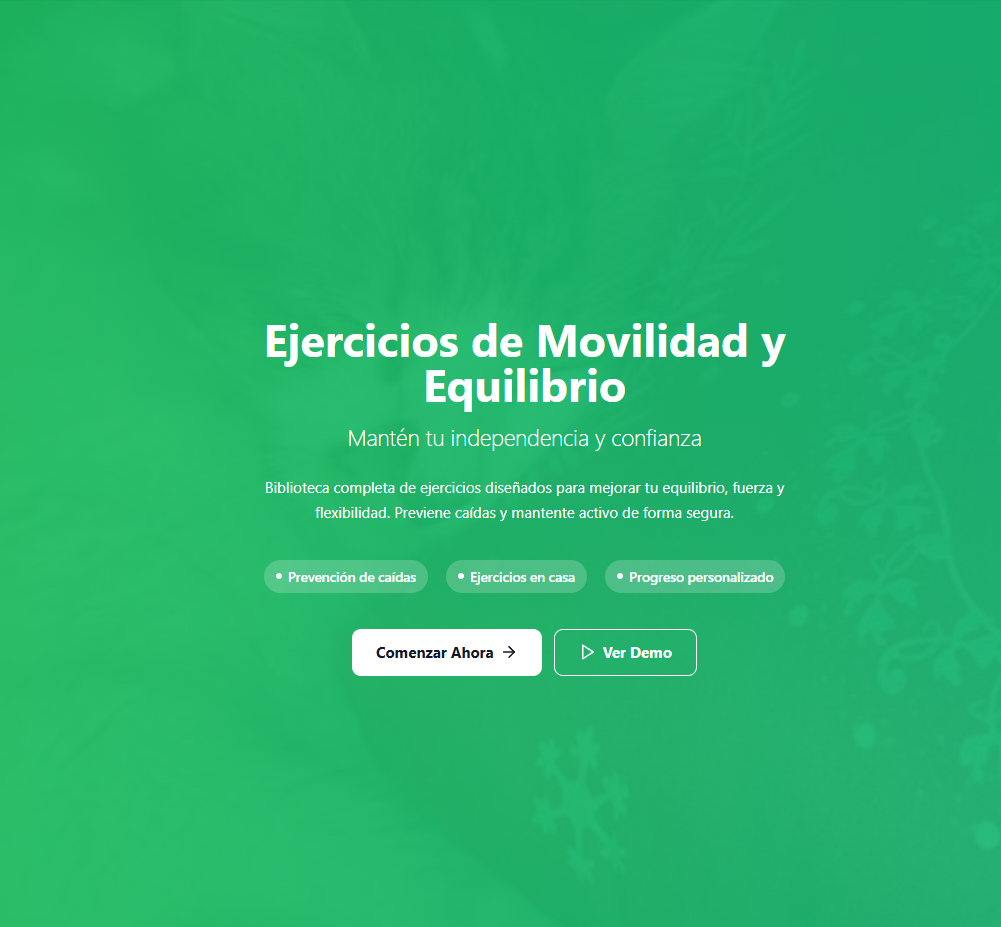 Ejercicios de Movilidad y
Equilibrio
Mantén tu independencia y confianza
Biblioteca completa de ejercicios diseñados para mejorar tu equilibrio, fuerza y
flexibilidad. Previene caídas y mantente activo de forma segura.
Prevención de caídas
Ejercicios en casa
Progreso personalizado
Comenzar Ahora
Ver Demo